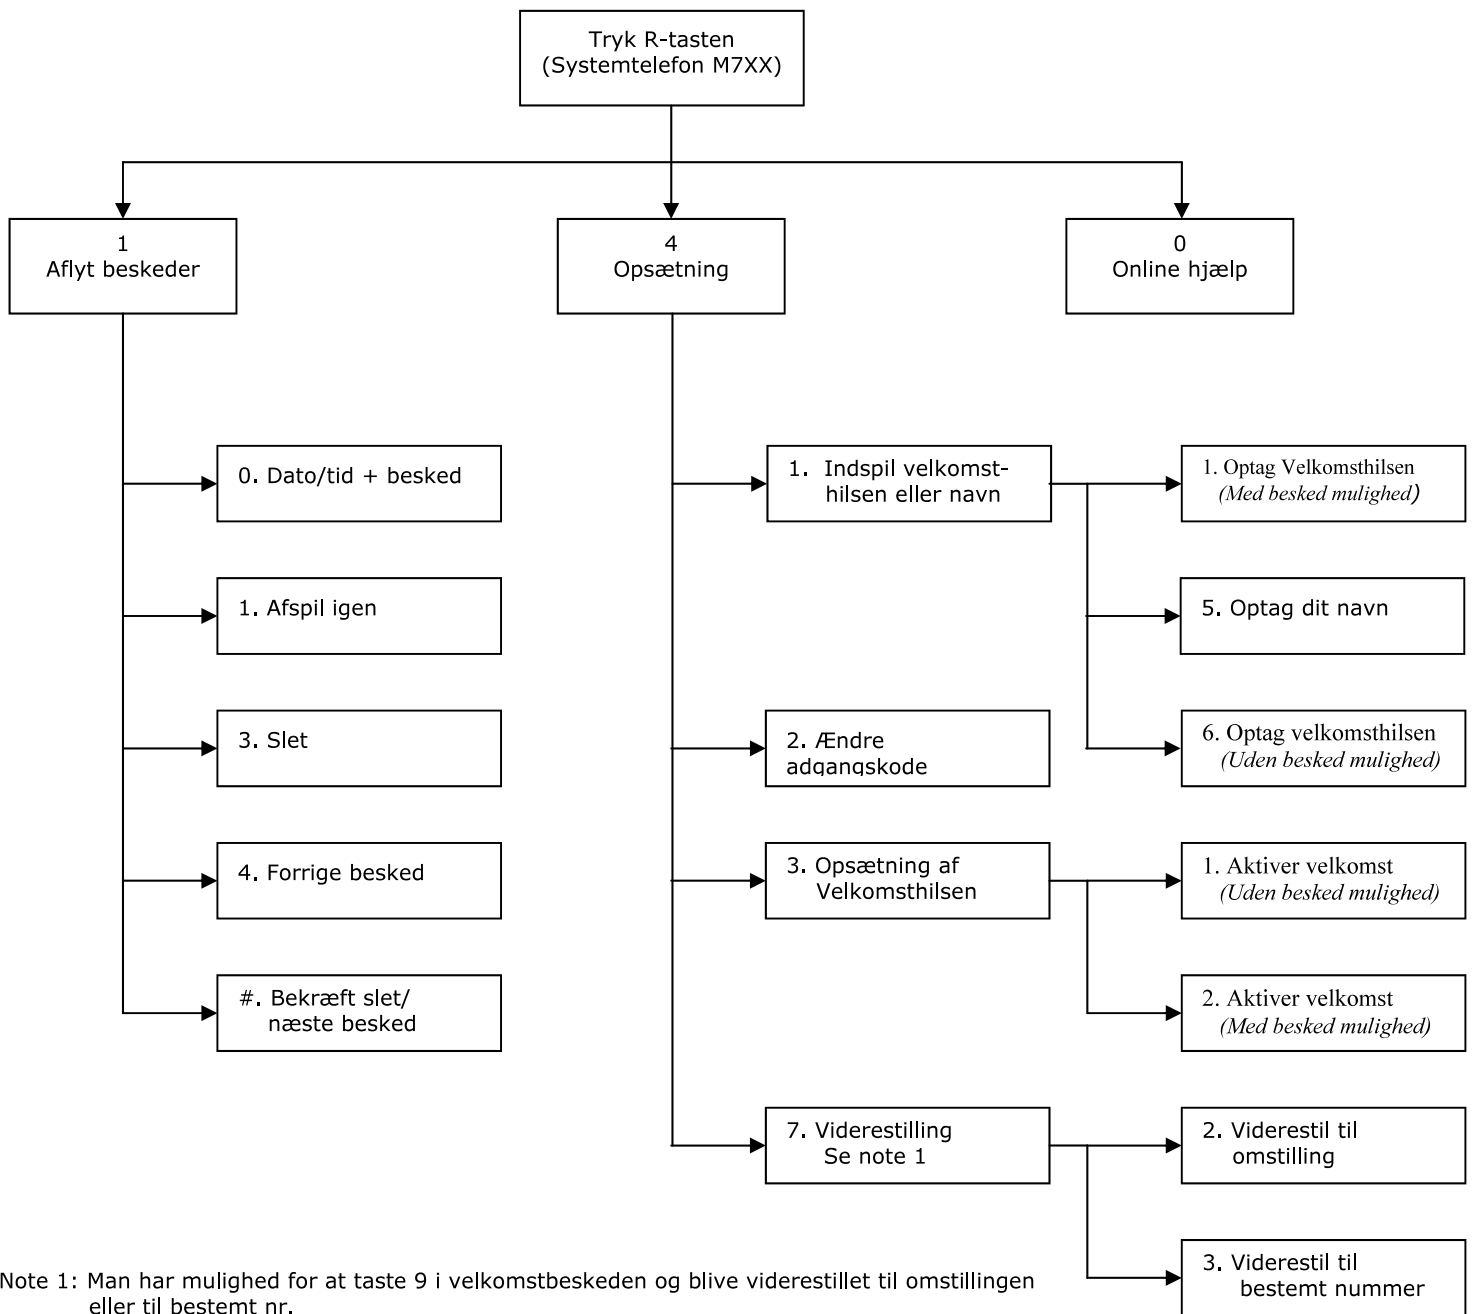 Tryk R-tasten
(Systemtelefon M7XX)
1
Aflyt beskeder
4
Opsætning
0
Online hjælp
0. Dato/tid + besked
1. Afspil igen
3. Slet
4. Forrige besked
#. Bekræft slet/
næste besked
1. Indspil velkomst-
hilsen eller navn
2. Ændre
adgangskode
3. Opsætning af
Velkomsthilsen
7. Viderestilling
Se note 1
1. Optag Velkomsthilsen
(Med besked mulighed)
5. Optag dit navn
6. Optag velkomsthilsen
(Uden besked mulighed)
1. Aktiver velkomst
(Uden besked mulighed)
2. Aktiver velkomst
(Med besked mulighed)
2. Viderestil til
omstilling
3. Viderestil til
bestemt nummer
Note 1: Man har mulighed for at taste 9 i velkomstbeskeden og blive viderestillet til omstillingen
eller til bestemt nr.